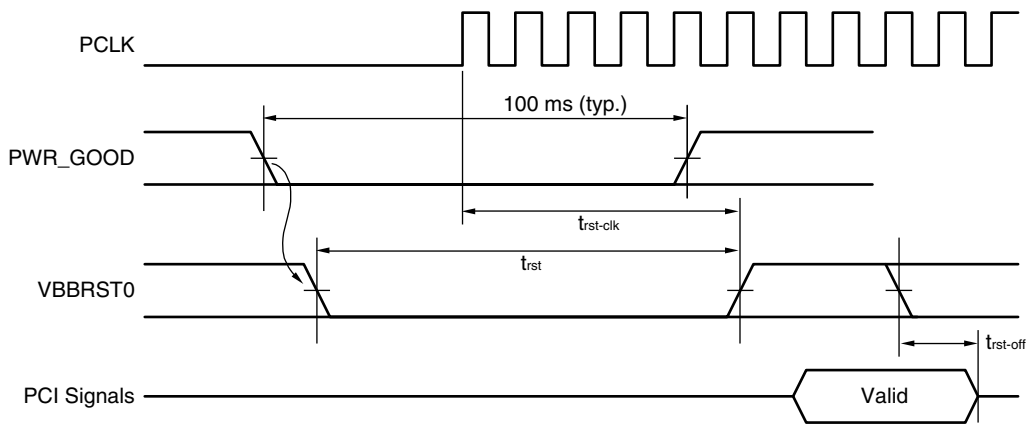 PCLK
100 ms (typ.)
PWR_GOOD
trst-clk
trst
VBBRST0
trst-off
PCI Signals
Valid